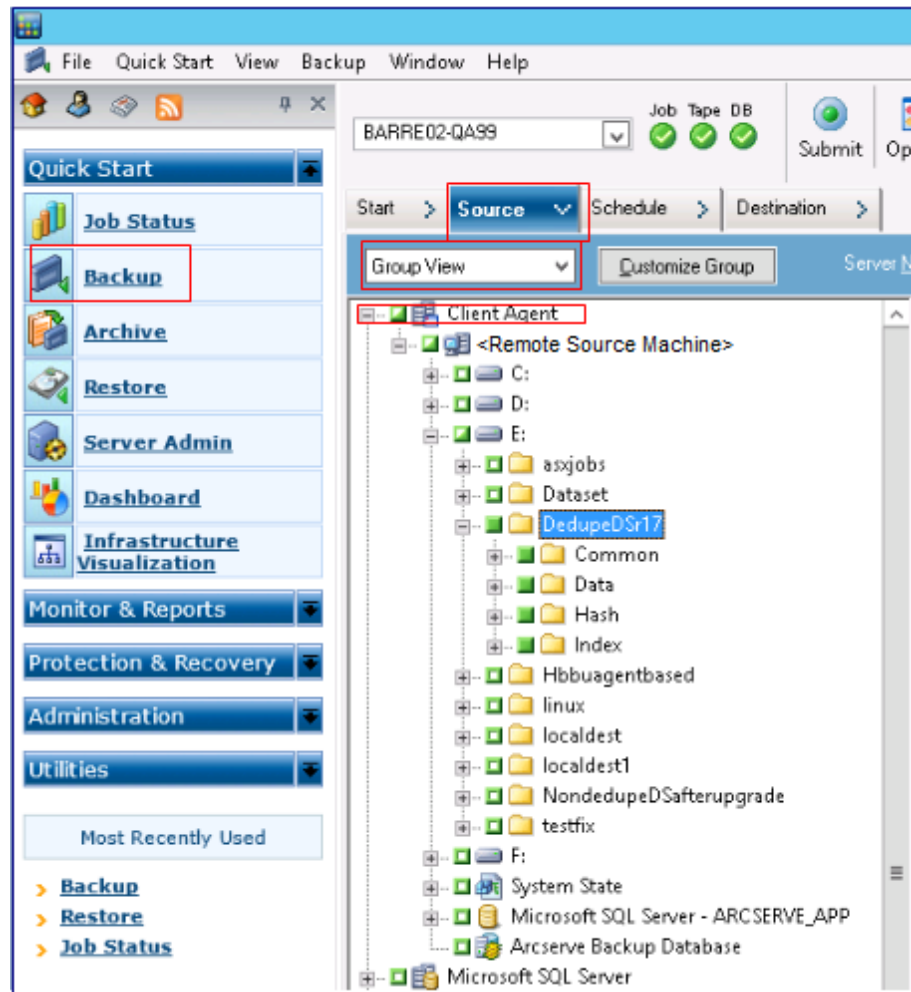 File Quick Start View Backup Window Help
BARRE02-QA99
Job Tape DB
Submit
Op
Quick Start
Job Status
Backup
Archive
Restore
Server Admin
Dashboard
Infrastructure
Visualization
Monitor & Reports
Protection & Recovery
Administration
Utilities
Most Recently Used
Backup
Restore
Job Status
Start > Source Schedule > Destination >
Group View Customize Group Server N
Client Agent
<Remote Source Machine>
C:
D:
E:
asxjobs
Dataset
DedupeDSr17
Common
Data
Hash
Index
Hbbuagentbased
linux
localdest
localdest1
NondedupeDSafterupgrade
testfix
F:
System State
Microsoft SQL Server - ARCSERVE_APP
Arcserve Backup Database
Microsoft SQL Server